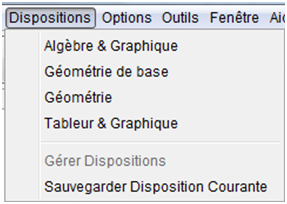 Dispositions Options Outils Fenêtre
Algèbre & Graphique
Géométrie de base
Géométrie
Tableur & Graphique
Gérer Dispositions
Sauvegarder Disposition Courante